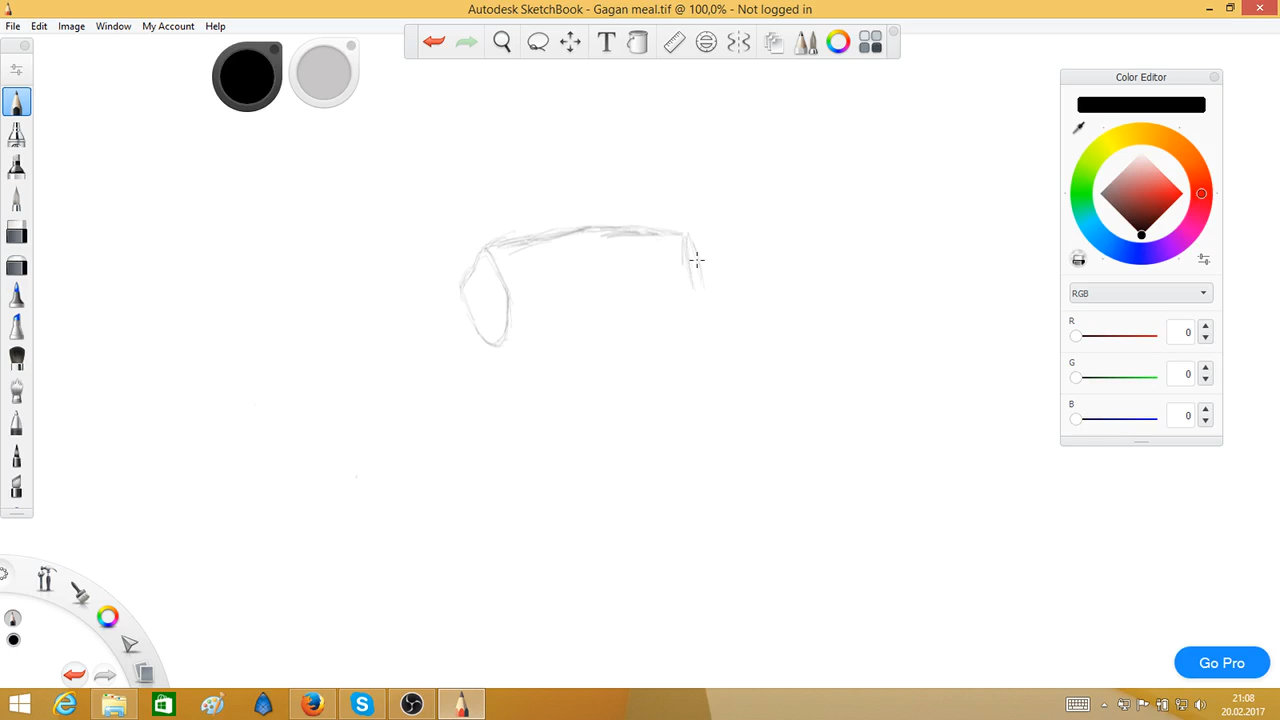 Autodesk SketchBook - Gagan meal.tif @ 100,0% - Not logged in
File Edit Image Window My Account Help
T
Color Editor
RGB
R 0
G 0
B 0
Go Pro
21:08
20.02.2017